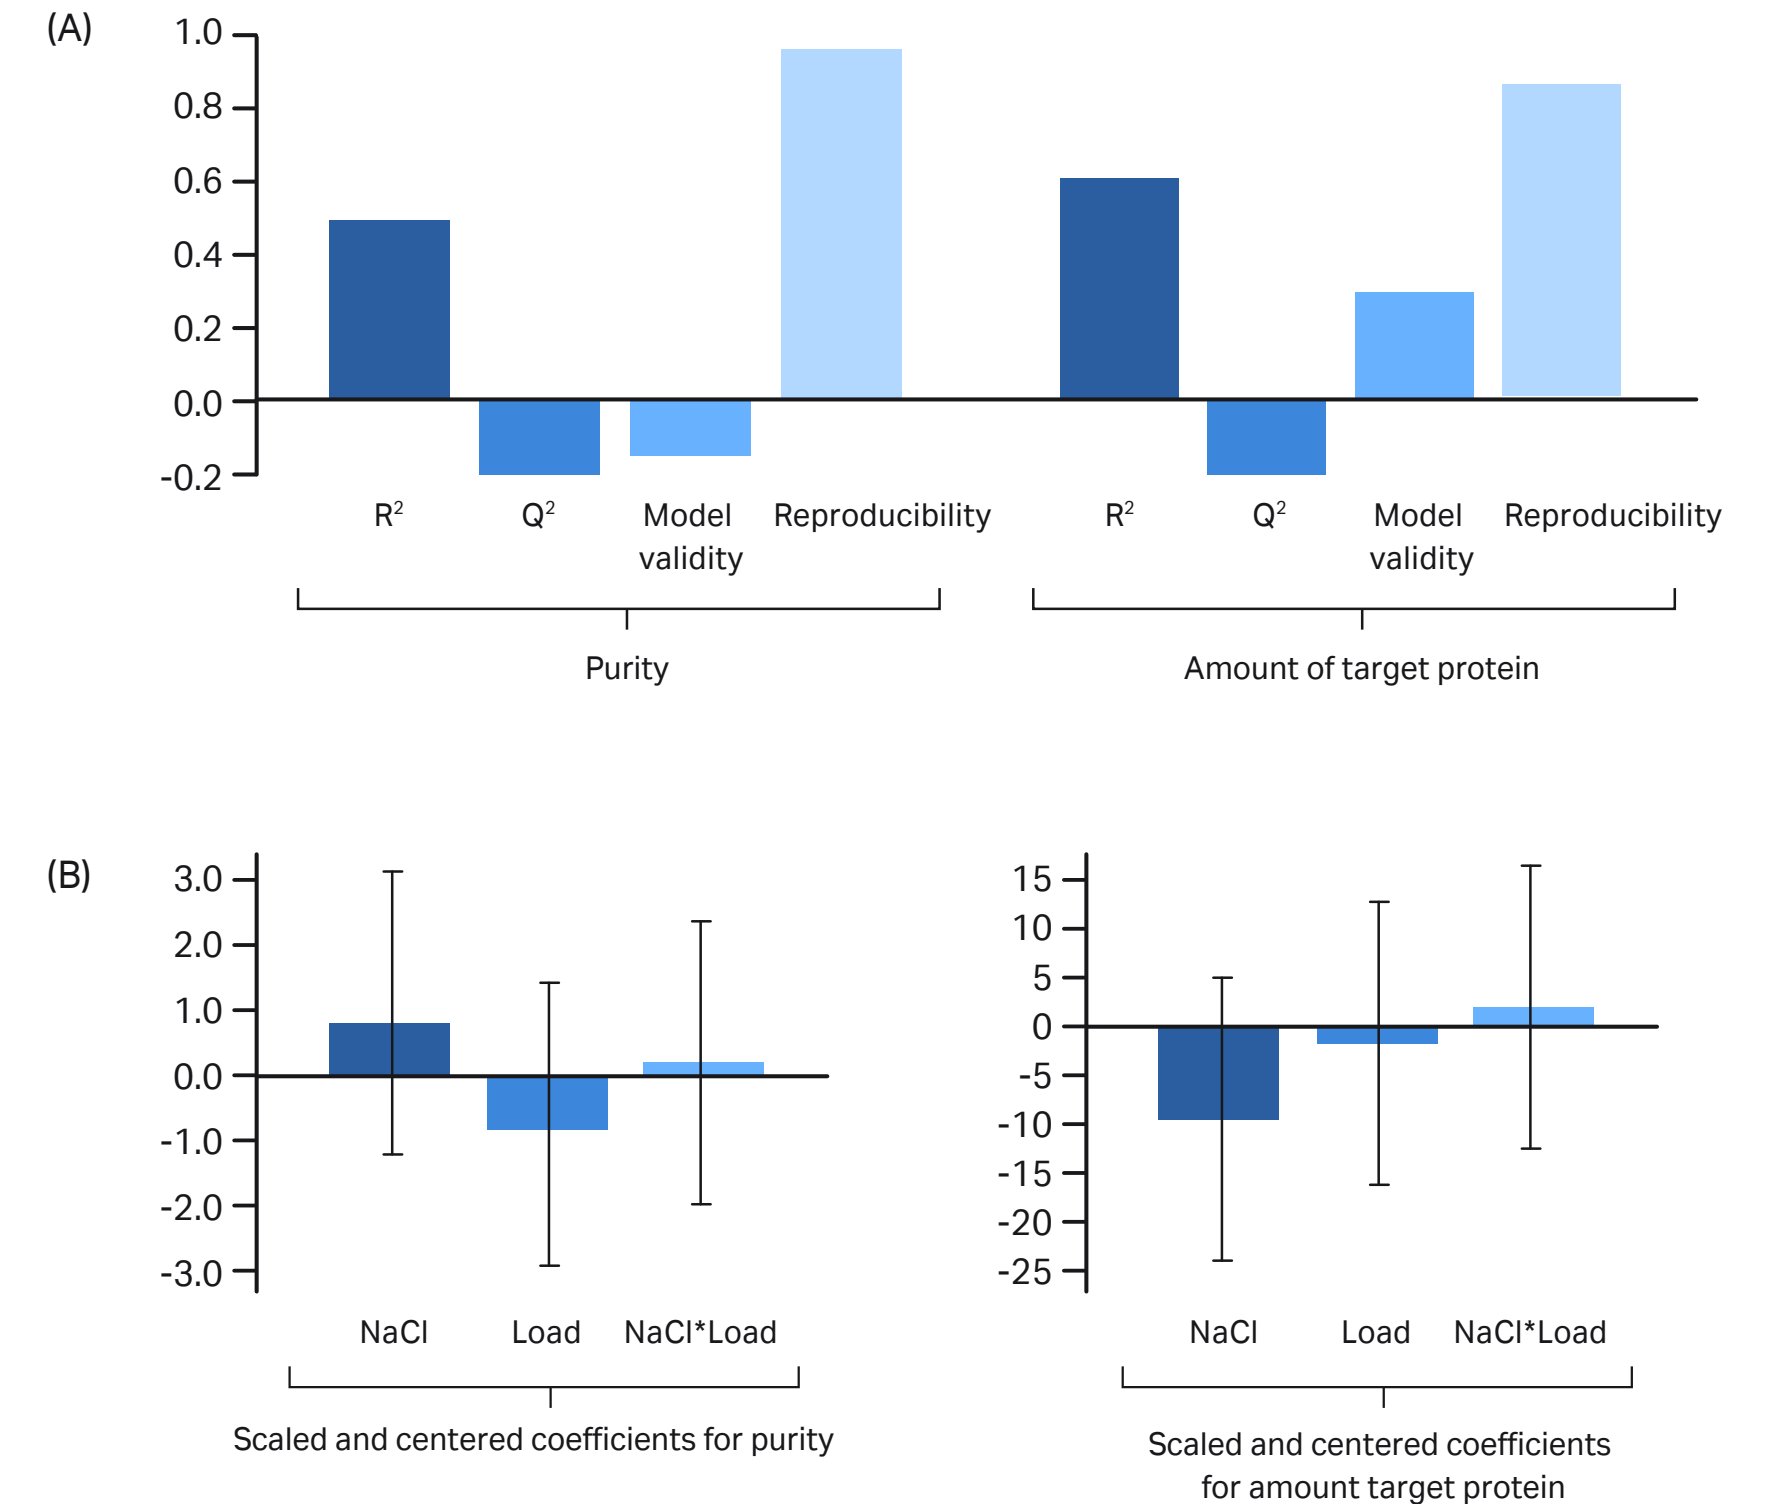 (A)
1.0
0.8
0.6
0.4
0.2
0.0
-0.2
R² Q² Model validity Reproducibility R² Q² Model validity Reproducibility
Purity Amount of target protein
(B)
3.0
2.0
1.0
0.0
-1.0
-2.0
-3.0
NaCl Load NaCl*Load
Scaled and centered coefficients for purity
15
10
5
0
-5
-10
-15
-20
-25
NaCl Load NaCl*Load
Scaled and centered coefficients
for amount target protein